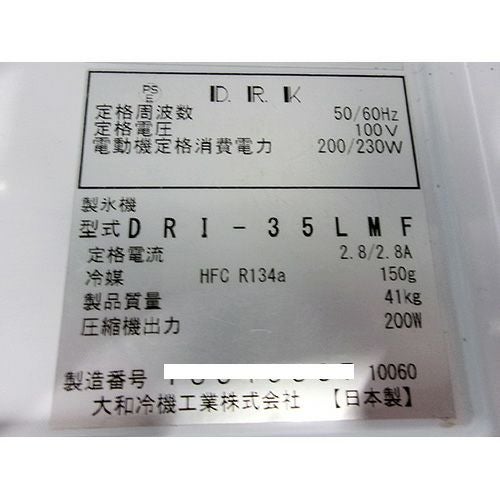 PS
E
D.R.K
定格周波数 50/60Hz
定格電圧 100V
電動機定格消費電力 200/230W
製氷機
型式 DRI-35LMF
定格電流 2.8/2.8A
冷媒 HFC R134a 150g
製品質量 41kg
圧縮機出力 200W
製造番号 10060
大和冷機工業株式会社 【日本製】